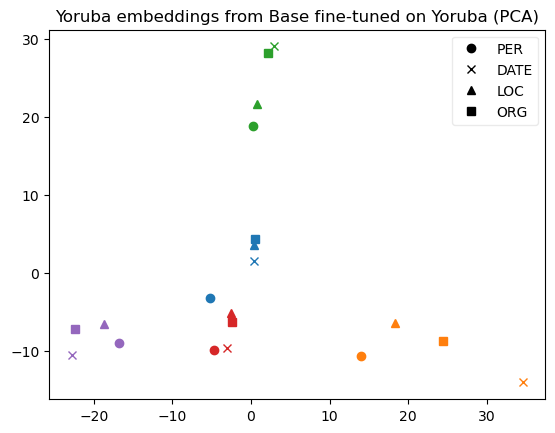 Yoruba embeddings from Base fine-tuned on Yoruba (PCA)
PER
DATE
LOC
ORG
30
20
10
0
−10
−20
−10
0
10
20
30